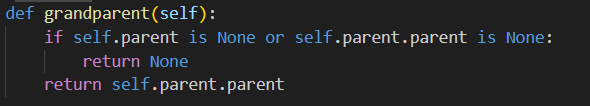 def grandparent(self):
    if self.parent is None or self.parent.parent is None:
        return None
    return self.parent.parent